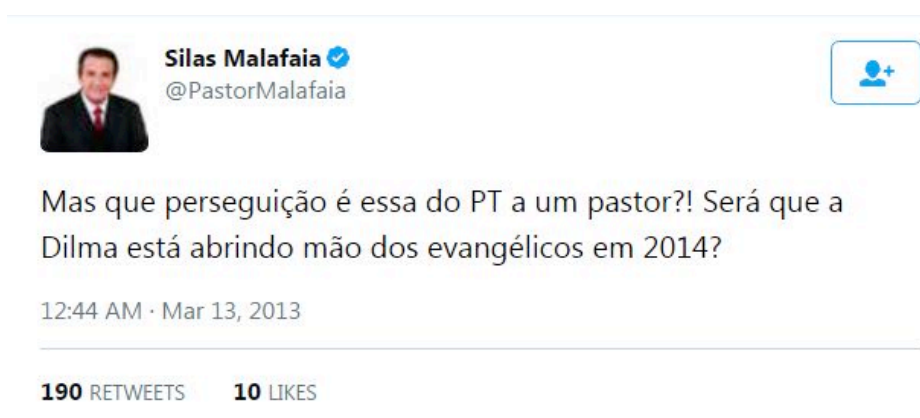 Silas Malafaia
@PastorMalafaia
Mas que perseguição é essa do PT a um pastor?! Será que a
Dilma está abrindo mão dos evangélicos em 2014?
12:44 AM · Mar 13, 2013
190 RETWEETS 10 LIKES